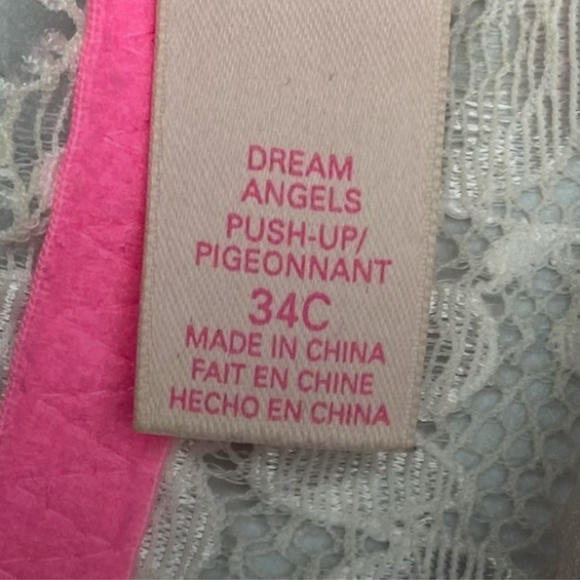 DREAM
ANGELS
PUSH-UP/
PIGEONNANT
34C
MADE IN CHINA
FAIT EN CHINE
HECHO EN CHINA